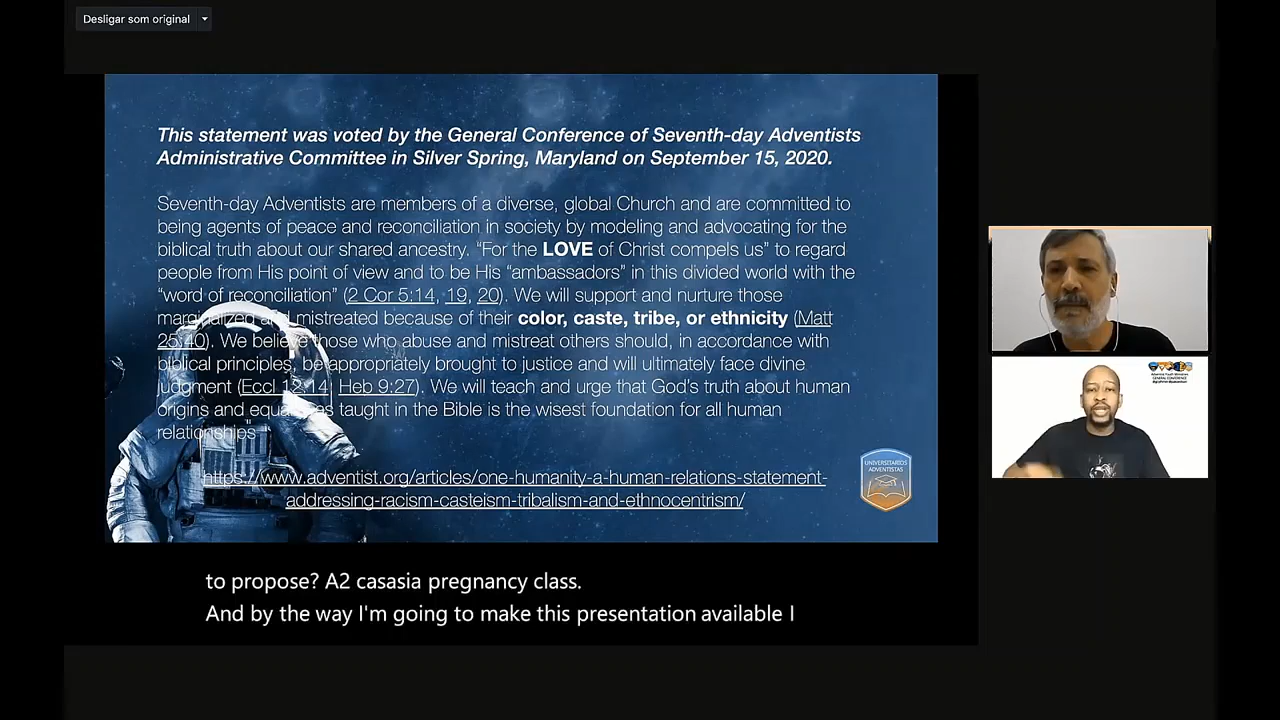 Desligar som original
This statement was voted by the General Conference of Seventh-day Adventists
Administrative Committee in Silver Spring, Maryland on September 15, 2020.
Seventh-day Adventists are members of a diverse, global Church and are committed to
being agents of peace and reconciliation in society by modeling and advocating for the
biblical truth about our shared ancestry. “For the LOVE of Christ compels us” to regard
people from His point of view and to be His “ambassadors” in this divided world with the
“word of reconciliation” (2 Cor 5:14, 19, 20). We will support and nurture those
marginalized and mistreated because of their color, caste, tribe, or ethnicity (Matt
25:40). We believe those who abuse and mistreat others should, in accordance with
biblical principles, be appropriately brought to justice and will ultimately face divine
judgment (Eccl 12:14; Heb 9:27). We will teach and urge that God’s truth about human
origins and equality as taught in the Bible is the wisest foundation for all human
relationships
https://www.adventist.org/articles/one-humanity-a-human-relations-statement-
addressing-racism-casteism-tribalism-and-ethnocentrism/
UNIVERSITÁRIOS
ADVENTISTAS
Adventist Youth Ministries
GENERAL CONFERENCE
to propose? A2 casasia pregnancy class.
And by the way I'm going to make this presentation available I